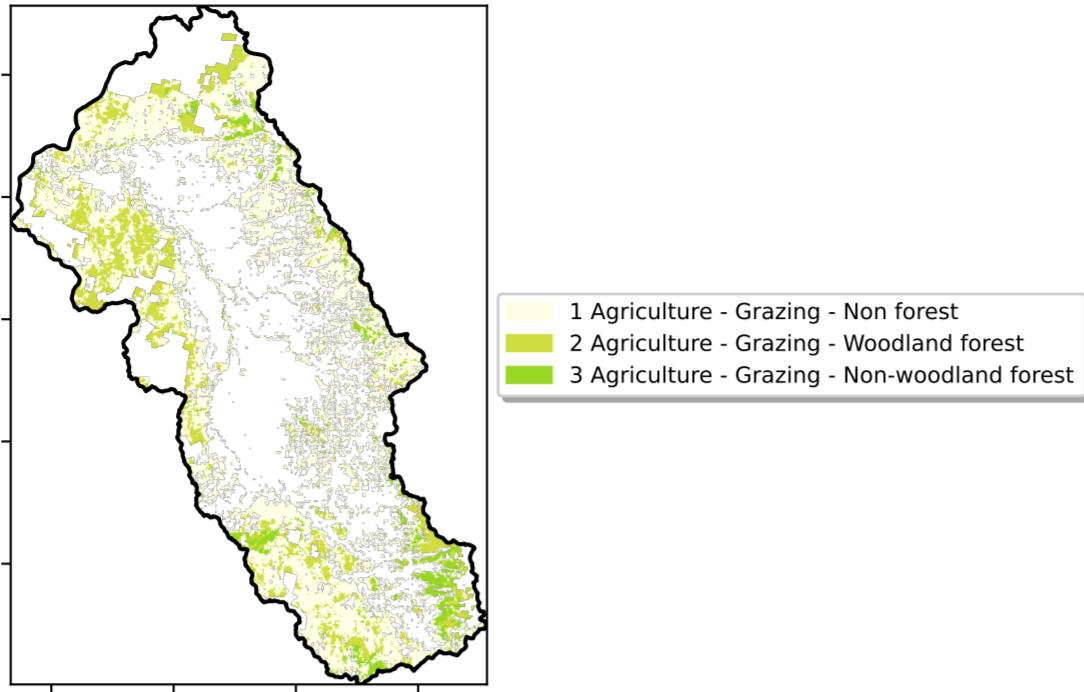 1 Agriculture - Grazing - Non forest
2 Agriculture - Grazing - Woodland forest
3 Agriculture - Grazing - Non-woodland forest